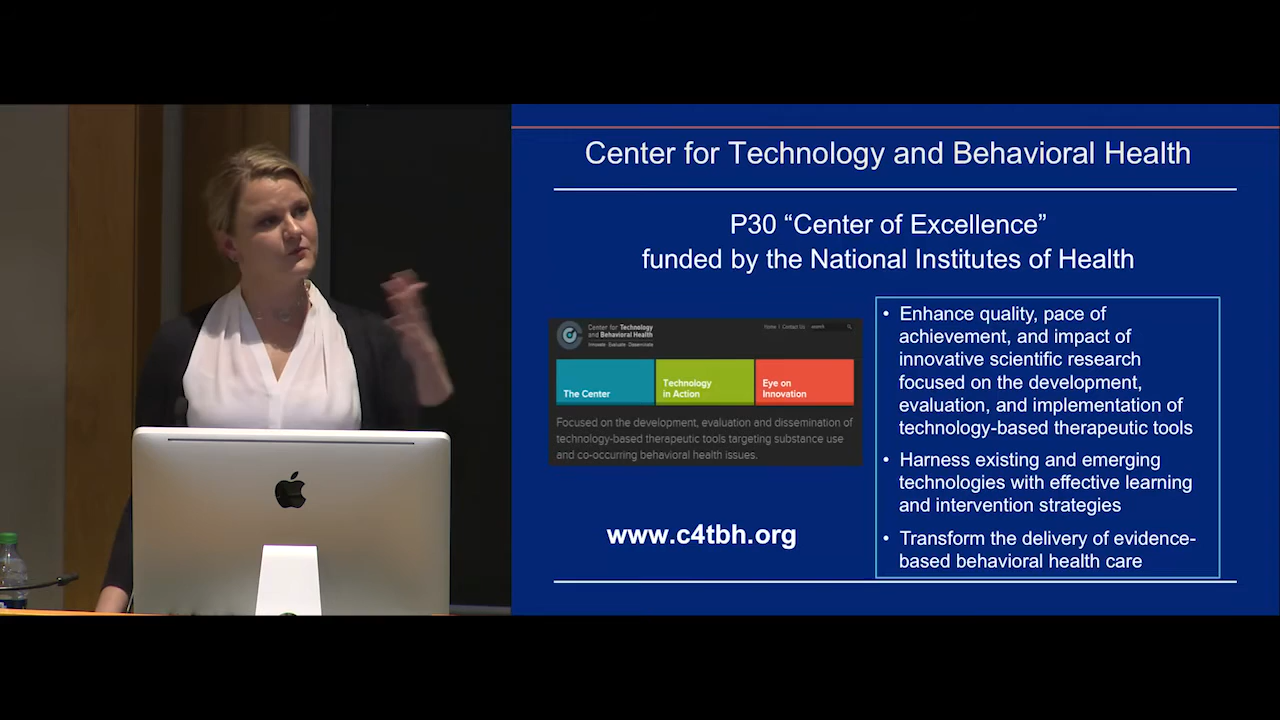 Center for Technology and Behavioral Health
P30 “Center of Excellence”
funded by the National Institutes of Health
Center for Technology
and Behavioral Health
Innovate Evaluate Disseminate
Home | Contact Us search
The Center
Technology
in Action
Eye on
Innovation
Focused on the development, evaluation and dissemination of
technology-based therapeutic tools targeting substance use
and co-occurring behavioral health issues.
www.c4tbh.org
• Enhance quality, pace of
achievement, and impact of
innovative scientific research
focused on the development,
evaluation, and implementation of
technology-based therapeutic tools
• Harness existing and emerging
technologies with effective learning
and intervention strategies
• Transform the delivery of evidence-
based behavioral health care